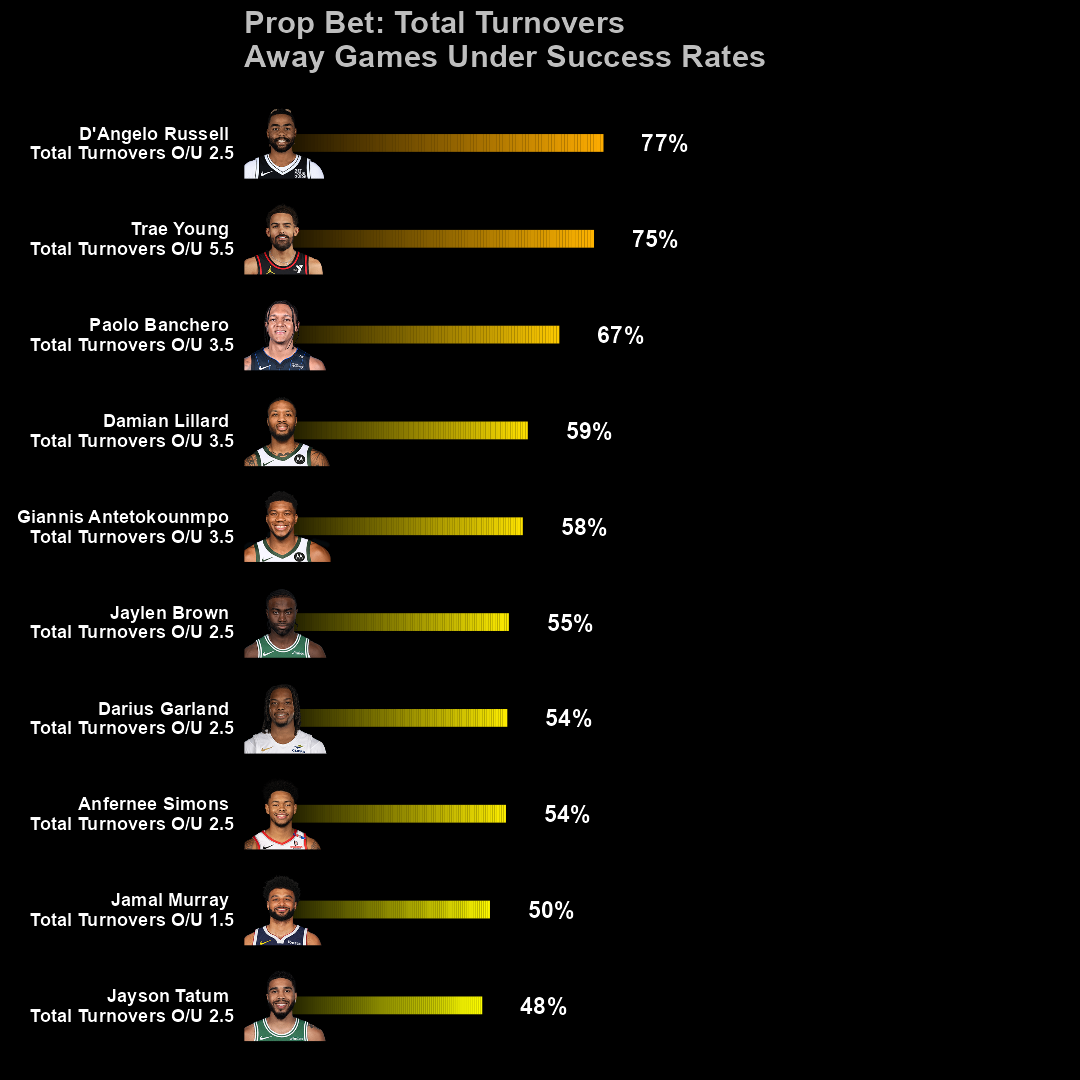 Prop Bet: Total Turnovers
Away Games Under Success Rates
D'Angelo Russell
Total Turnovers O/U 2.5
77%
Trae Young
Total Turnovers O/U 5.5
75%
Paolo Banchero
Total Turnovers O/U 3.5
67%
Damian Lillard
Total Turnovers O/U 3.5
59%
Giannis Antetokounmpo
Total Turnovers O/U 3.5
58%
Jaylen Brown
Total Turnovers O/U 2.5
55%
Darius Garland
Total Turnovers O/U 2.5
54%
Anfernee Simons
Total Turnovers O/U 2.5
54%
Jamal Murray
Total Turnovers O/U 1.5
50%
Jayson Tatum
Total Turnovers O/U 2.5
48%